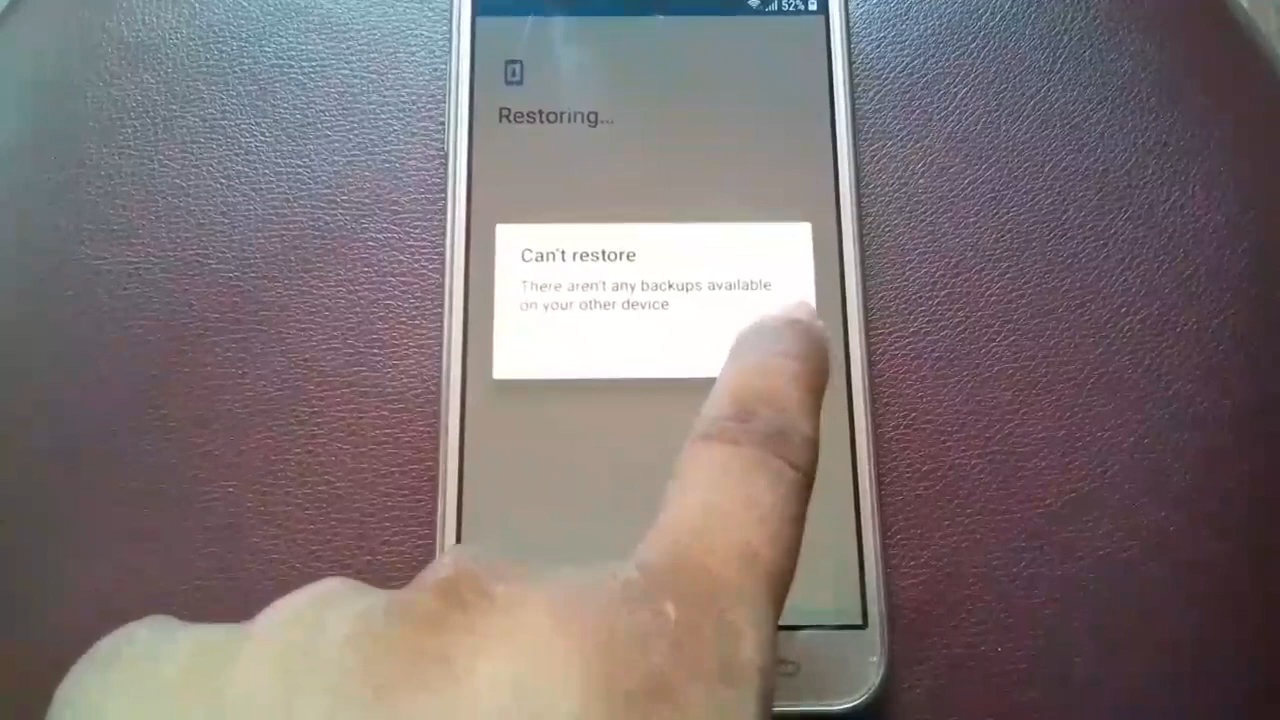 52%
Restoring...
Can't restore
There aren't any backups available
on your other device